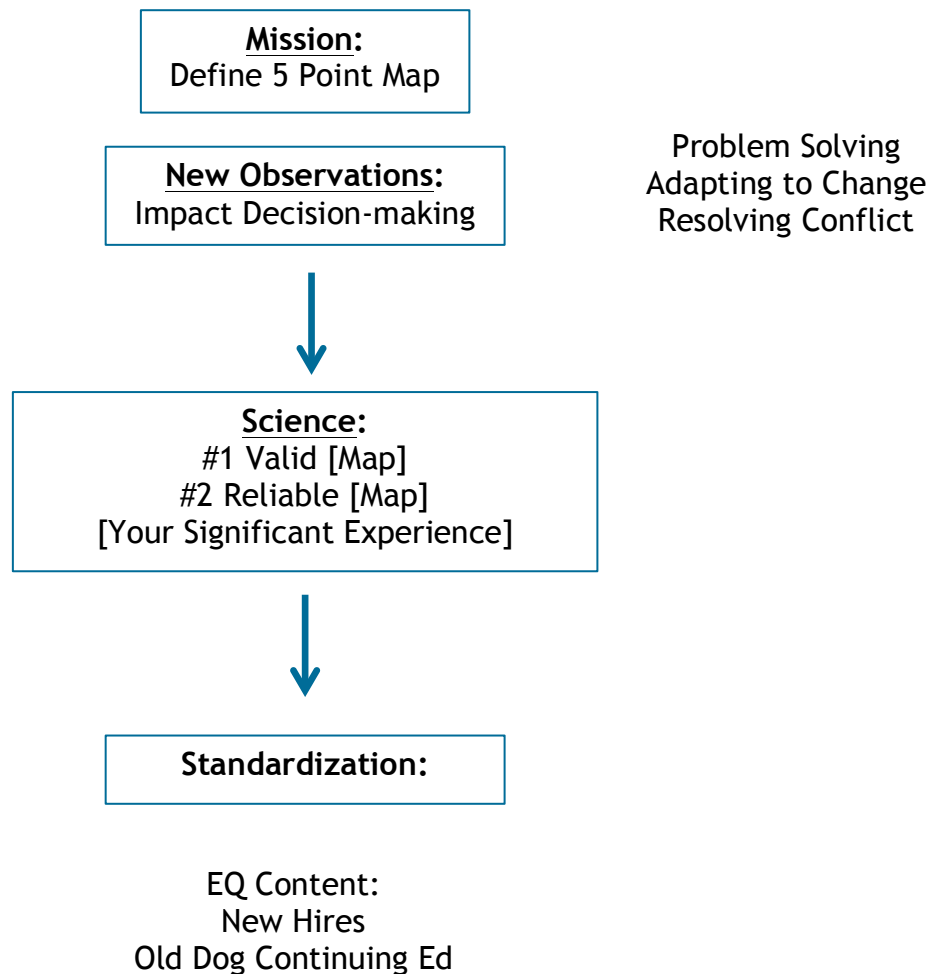 Mission:
Define 5 Point Map
New Observations:
Impact Decision-making
Problem Solving
Adapting to Change
Resolving Conflict
Science:
#1 Valid [Map]
#2 Reliable [Map]
[Your Significant Experience]
Standardization:
EQ Content:
New Hires
Old Dog Continuing Ed